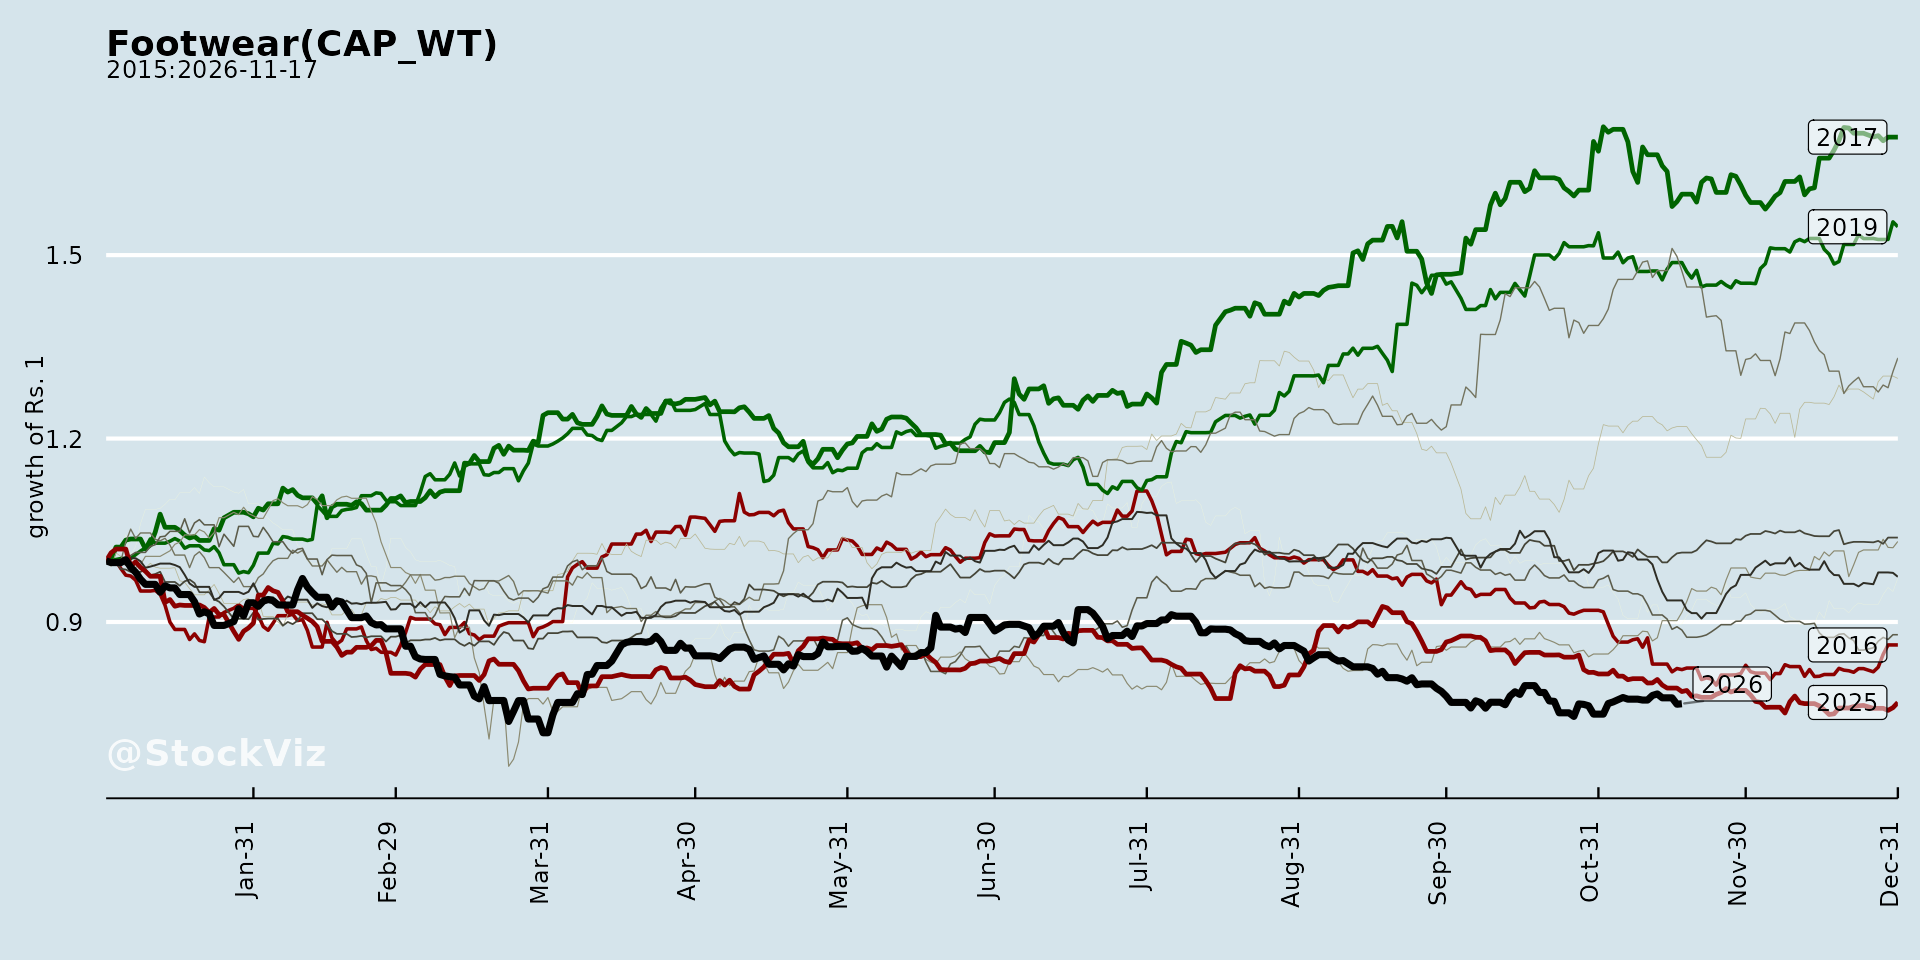 Footwear(CAP_WT)
2015:2026-11-17
2017
2019
1.5
1.2
0.9
growth of Rs. 1
2016
2026
2025
@StockViz
Jan-31
Feb-29
Mar-31
Apr-30
May-31
Jun-30
Jul-31
Aug-31
Sep-30
Oct-31
Nov-30
Dec-31